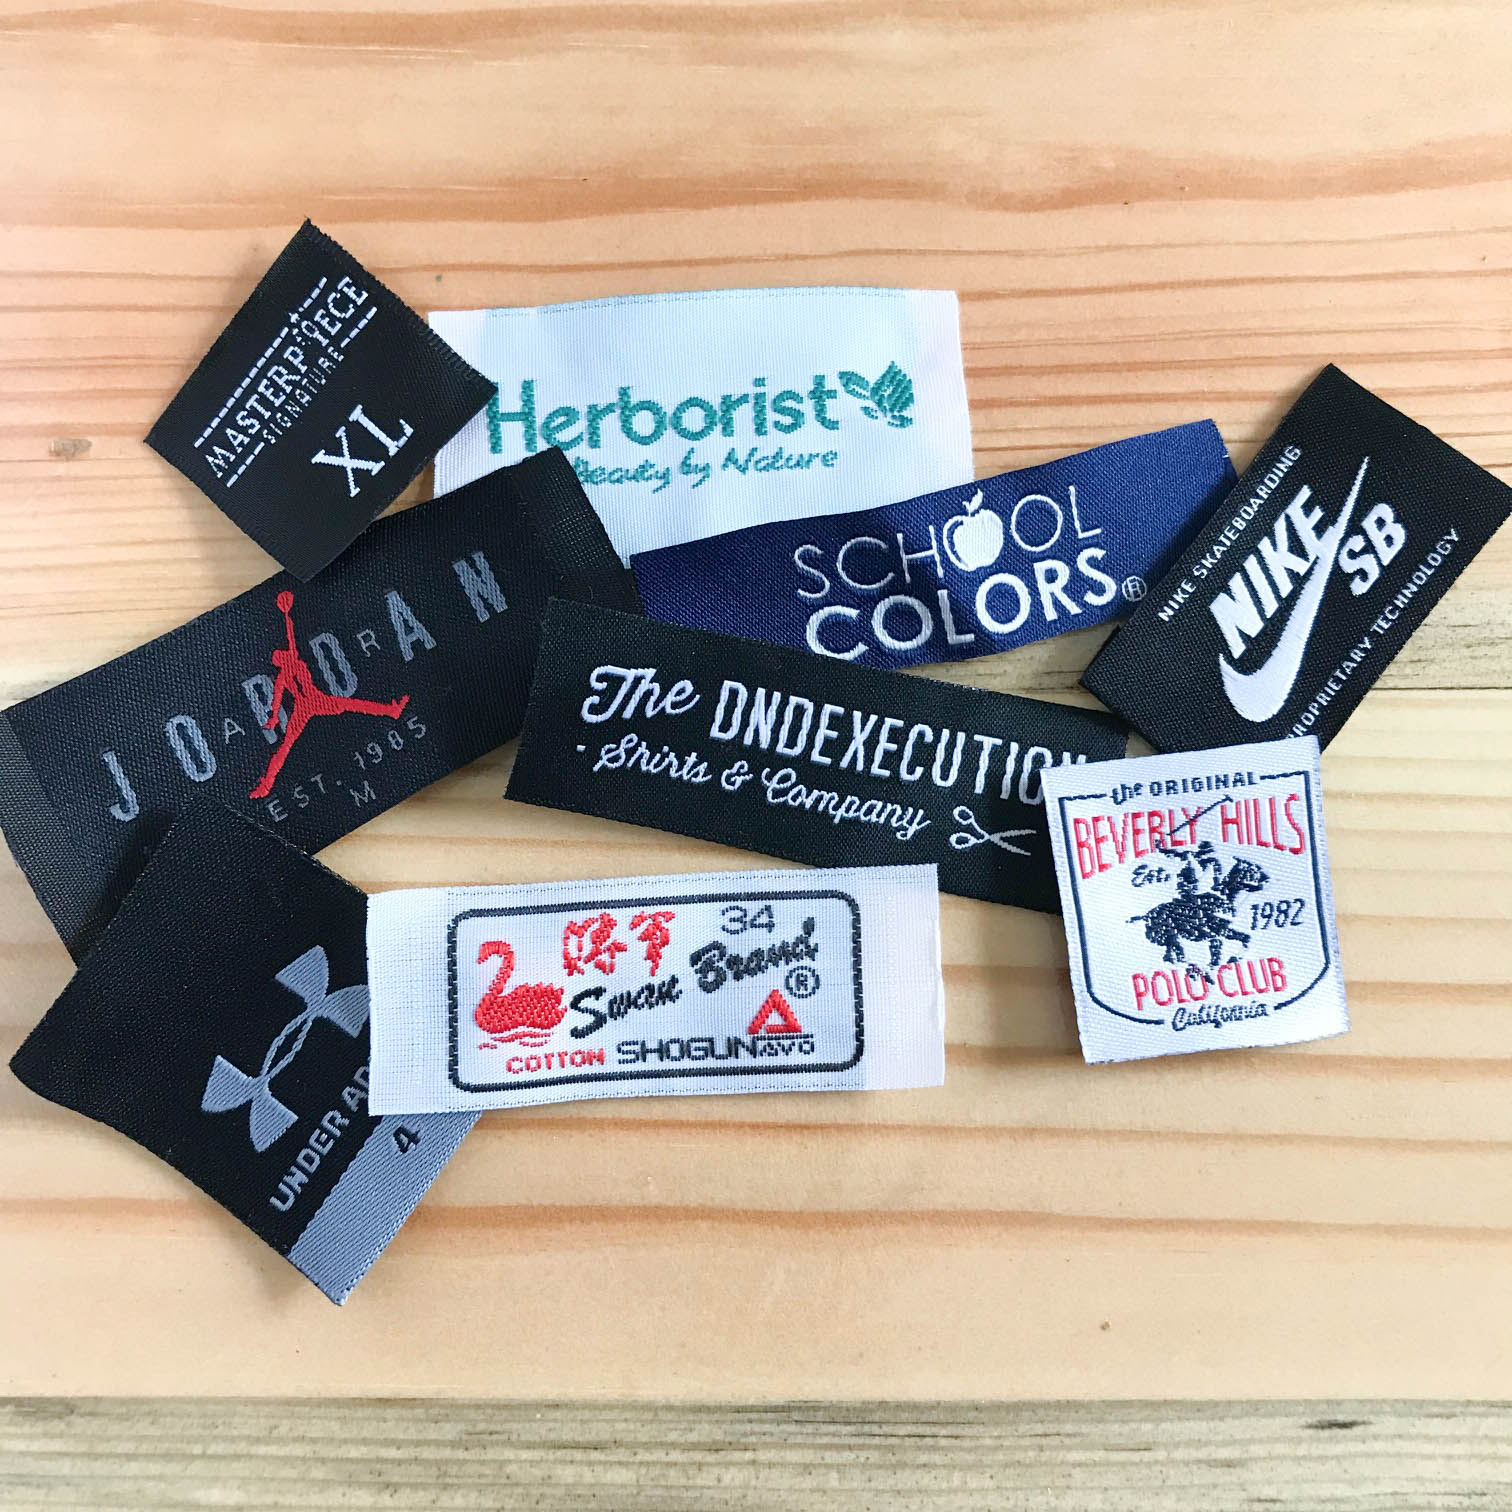 MASTERPIECE
SIGNATURE
XL
Herborist
Beauty by Nature
SCHOOL
COLORS
NIKE SKATEBOARDING
NIKE
SB
PROPRIETARY TECHNOLOGY
JORDAN
EST. 1985
M
The DNDEXECUTION
- Shirts & Company
the ORIGINAL
BEVERLY HILLS
Est. 1982
POLO CLUB
California
34
Swan Brand
®
COTTON SHOGUN
UNDER AR
4